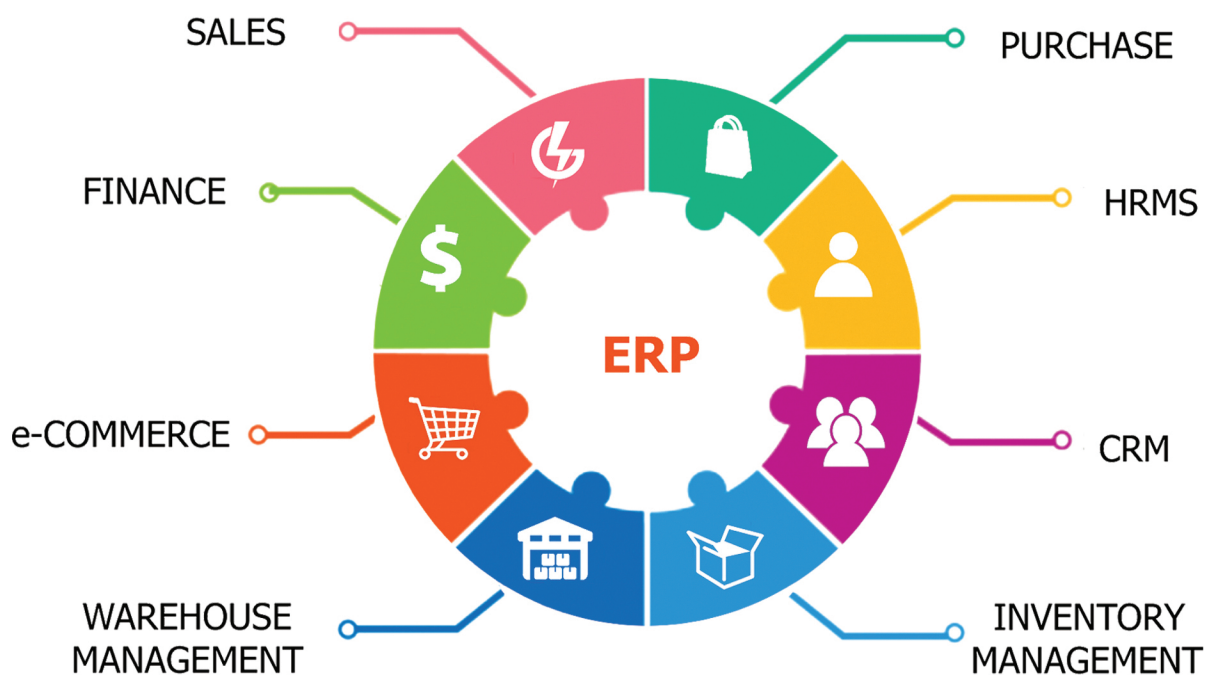 SALES
PURCHASE
FINANCE
HRMS
ERP
e-COMMERCE
CRM
WAREHOUSE
MANAGEMENT
INVENTORY
MANAGEMENT